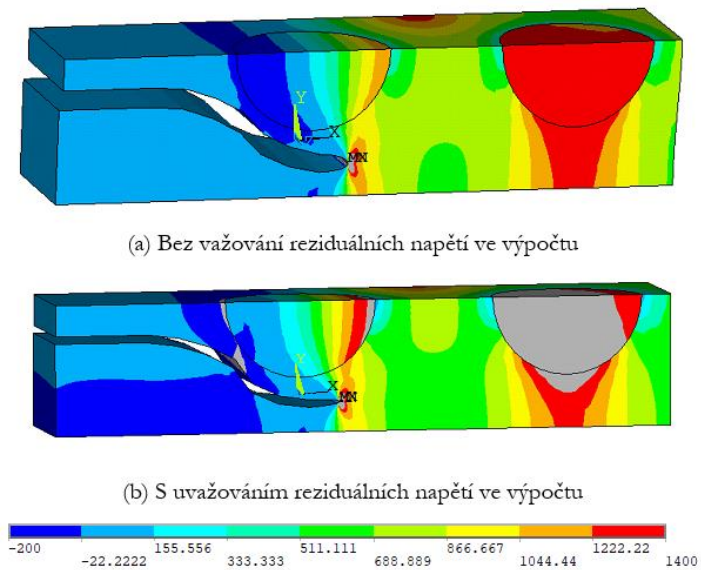 Y
X
MN
(a) Bez važování reziduálních napětí ve výpočtu
Y
X
MN
(b) S uvažováním reziduálních napětí ve výpočtu
-200 155.556 511.111 866.667 1222.22
-22.2222 333.333 688.889 1044.44 1400